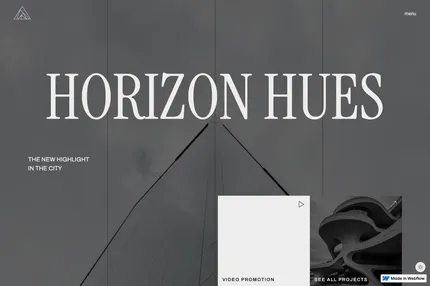 menu
HORIZON HUES
THE NEW HIGHLIGHT
IN THE CITY
VIDEO PROMOTION
SEE ALL PROJECTS
Made in Webflow